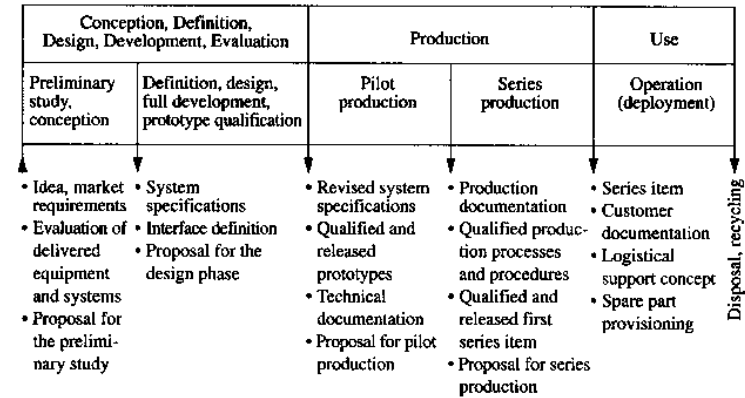 Conception, Definition,
Design, Development, Evaluation
Production
Use
Preliminary
study,
conception
Definition, design,
full development,
prototype qualification
Pilot
production
Series
production
Operation
(deployment)
• Idea, market
requirements
• Evaluation of
delivered
equipment
and systems
• Proposal for
the prelimi-
nary study
• System
specifications
• Interface definition
• Proposal for the
design phase
• Revised system
specifications
• Qualified and
released
prototypes
• Technical
documentation
• Proposal for pilot
production
• Production
documentation
• Qualified produc-
tion processes
and procedures
• Qualified and
released first
series item
• Proposal for series
production
• Series item
• Customer
documentation
• Logistical
support concept
• Spare part
provisioning
Disposal, recycling